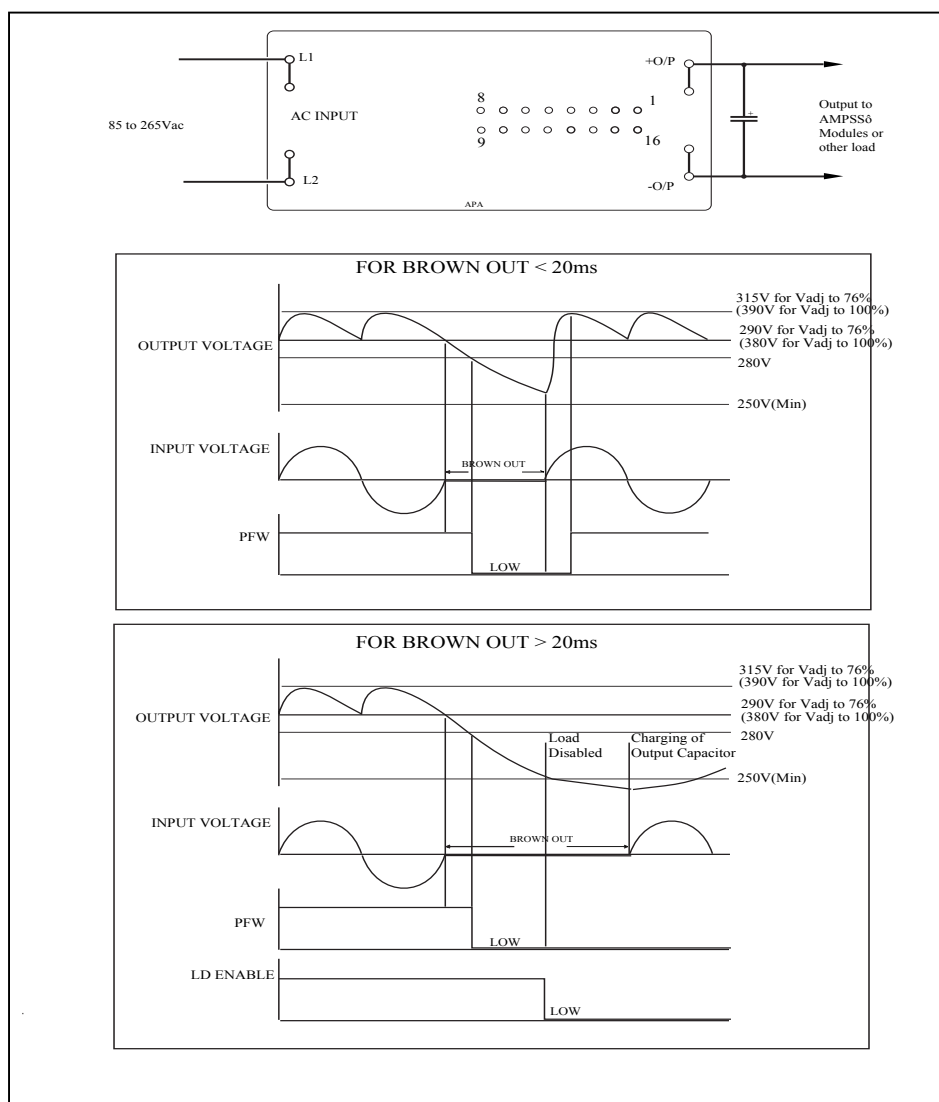 L1
+O/P
8
1
85 to 265Vac
AC INPUT
+
Output to
AMPSSô
Modules or
other load
9
16
L2
-O/P
APA
FOR BROWN OUT < 20ms
315V for Vadj to 76%
(390V for Vadj to 100%)
OUTPUT VOLTAGE
290V for Vadj to 76%
(380V for Vadj to 100%)
280V
250V(Min)
INPUT VOLTAGE
BROWN OUT
PFW
LOW
FOR BROWN OUT > 20ms
315V for Vadj to 76%
(390V for Vadj to 100%)
OUTPUT VOLTAGE
290V for Vadj to 76%
(380V for Vadj to 100%)
280V
Load
Disabled
Charging of
Output Capacitor
250V(Min)
INPUT VOLTAGE
BROWN OUT
PFW
LOW
LD ENABLE
LOW